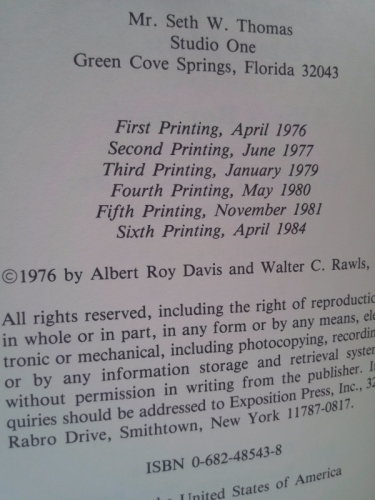 Mr. Seth W. Thomas
Studio One
Green Cove Springs, Florida 32043
First Printing, April 1976
Second Printing, June 1977
Third Printing, January 1979
Fourth Printing, May 1980
Fifth Printing, November 1981
Sixth Printing, April 1984
©1976 by Albert Roy Davis and Walter C. Rawls,
All rights reserved, including the right of reproductio
in whole or in part, in any form or by any means, ele
tronic or mechanical, including photocopying, recordin
or by any information storage and retrieval system
without permission in writing from the publisher. I
quiries should be addressed to Exposition Press, Inc., 32
Rabro Drive, Smithtown, New York 11787-0817.
ISBN 0-682-48543-8
the United States of America